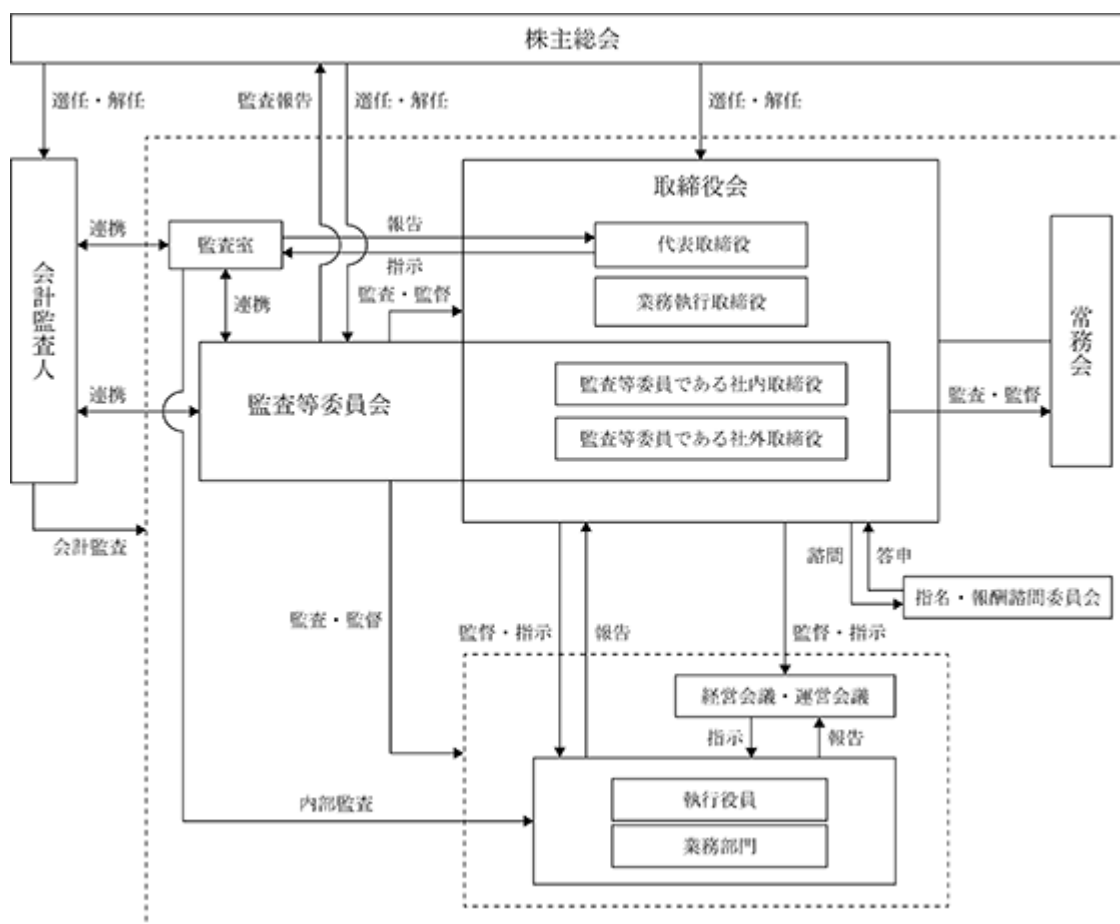 株主総会
選任・解任
監査報告
選任・解任
選任・解任
取締役会
連携
監査室
報告
代表取締役
指示
会計監査人
連携
監査・監督
業務執行取締役
常務会
連携
監査等委員会
監査等委員である社内取締役
監査・監督
監査等委員である社外取締役
会計監査
諮問
答申
指名・報酬諮問委員会
監査・監督
監督・指示
報告
監督・指示
経営会議・運営会議
指示
報告
執行役員
内部監査
業務部門